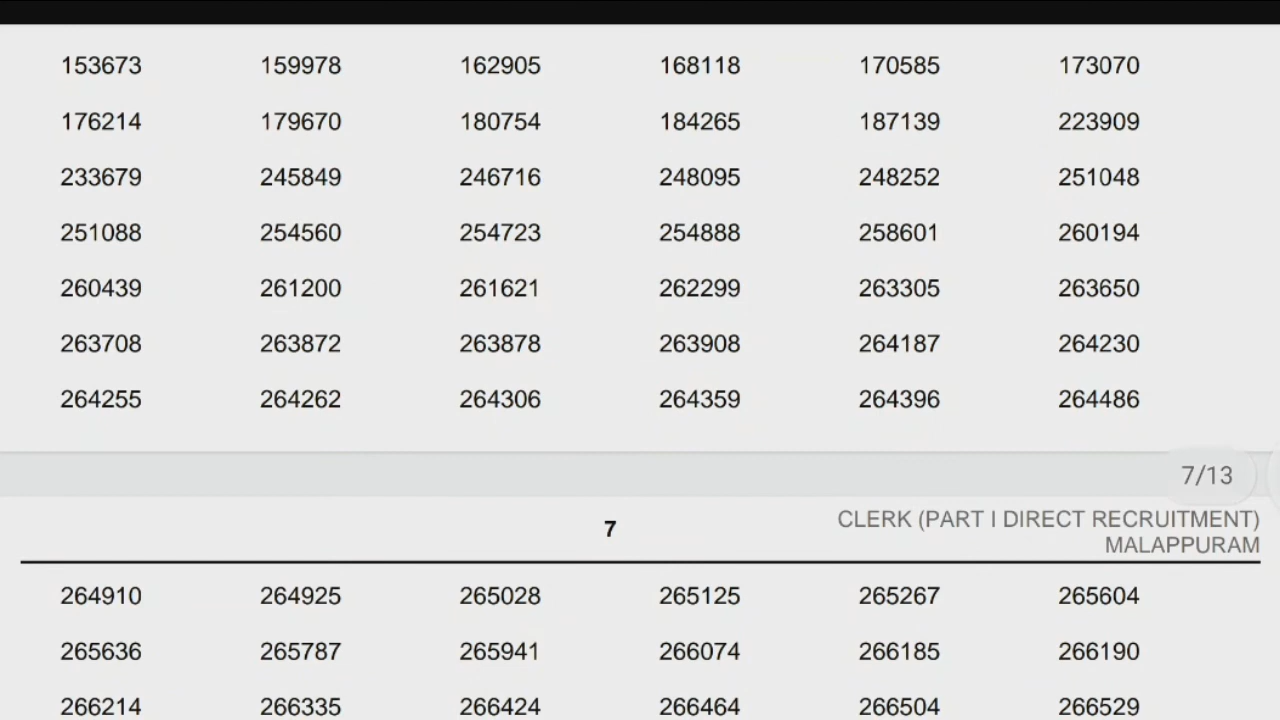 153673 159978 162905 168118 170585 173070
176214 179670 180754 184265 187139 223909
233679 245849 246716 248095 248252 251048
251088 254560 254723 254888 258601 260194
260439 261200 261621 262299 263305 263650
263708 263872 263878 263908 264187 264230
264255 264262 264306 264359 264396 264486
7/13
7 CLERK (PART I DIRECT RECRUITMENT)
MALAPPURAM
264910 264925 265028 265125 265267 265604
265636 265787 265941 266074 266185 266190
266214 266335 266424 266464 266504 266529